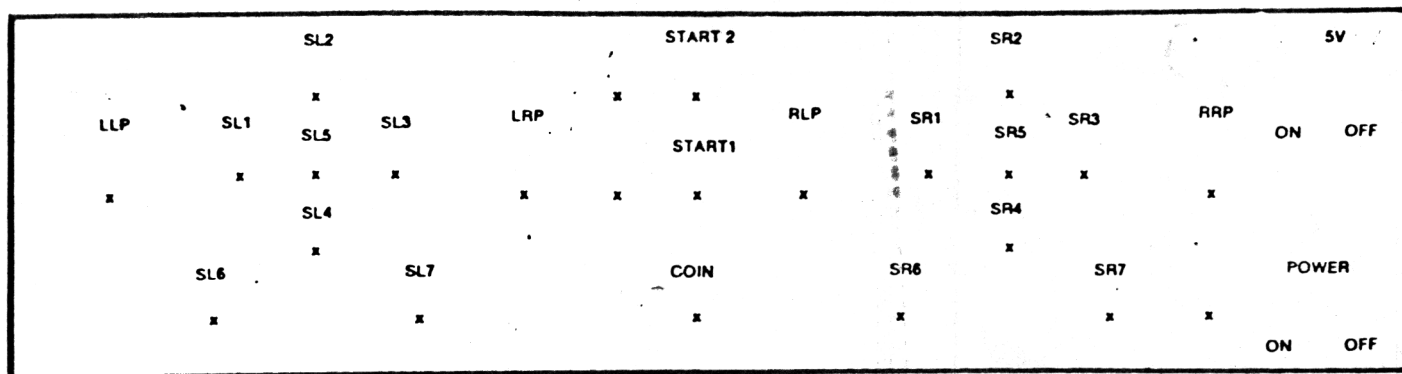 SL2 START 2 SR2 5V
x x x x
LLP SL1 SL3 LRP RLP SR1 SR3 RRP
SL5 START1 SR5 ON OFF
x x x x x x
x x x x x x
SL4 SR4
x x
SL6 SL7 COIN SR6 SR7 POWER
x x x x x x
ON OFF